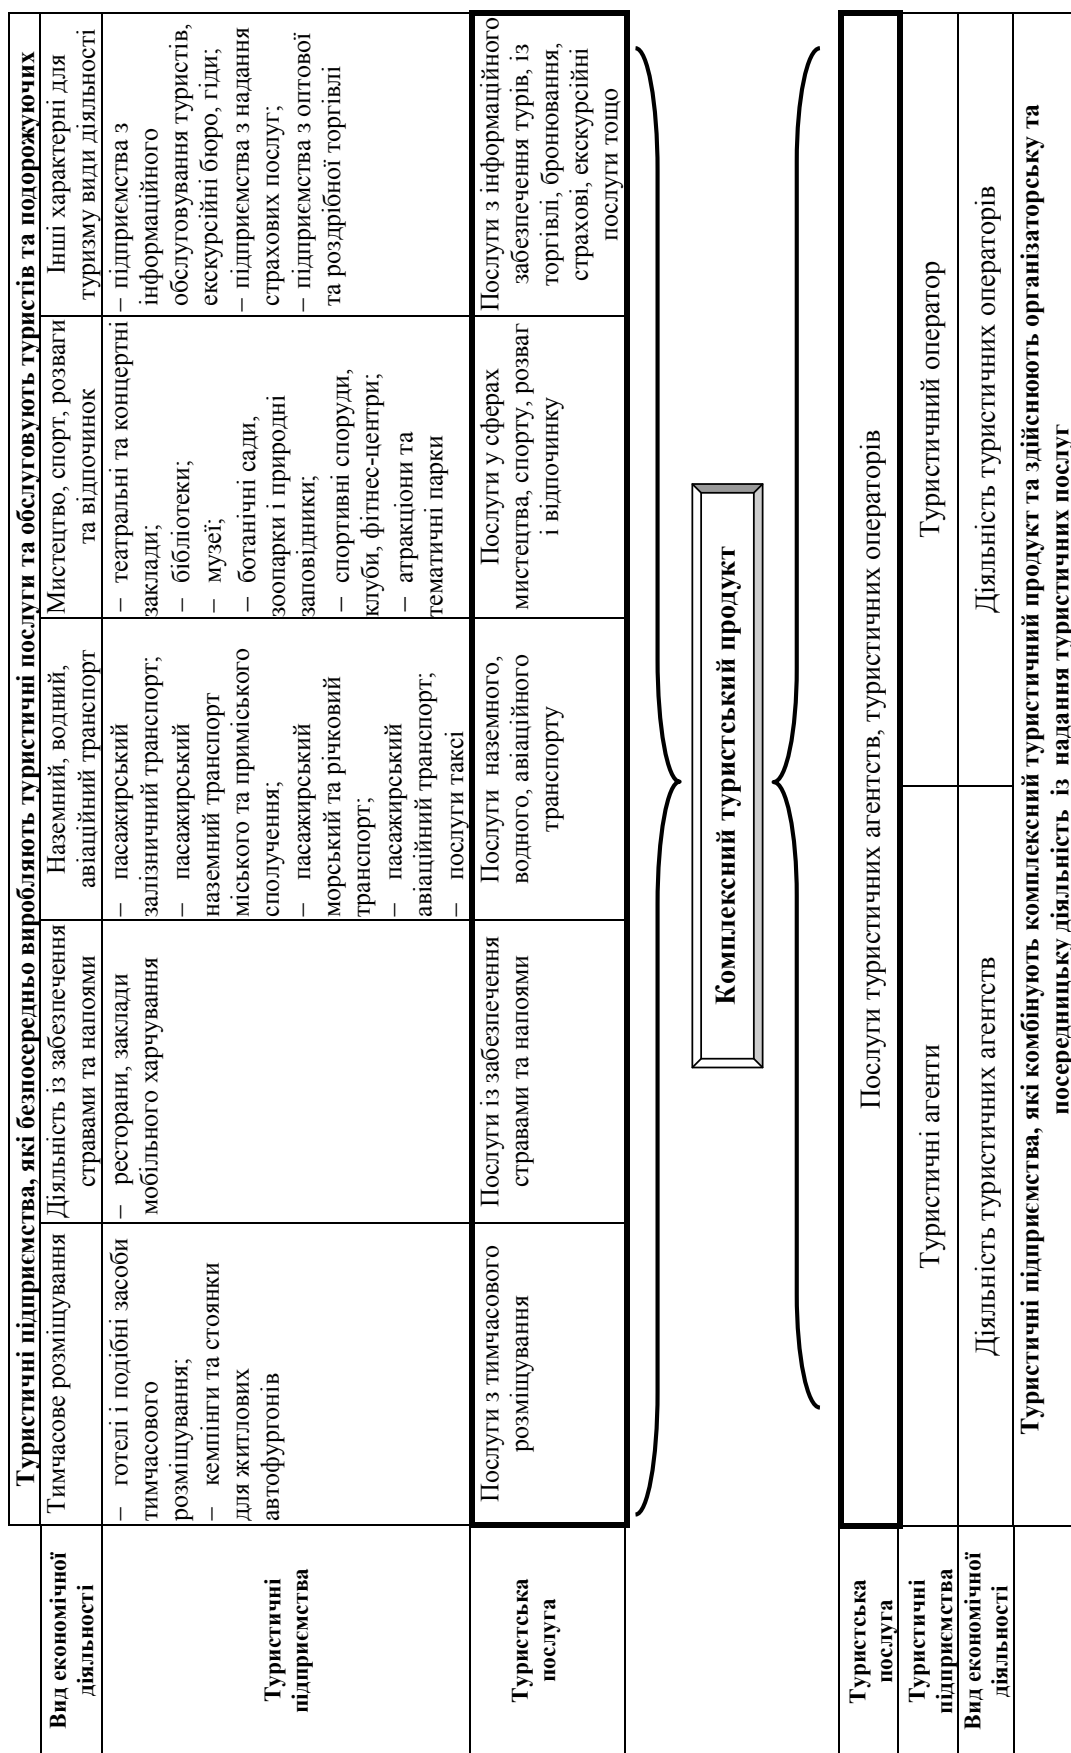 Туристичні підприємства, які безпосередньо виробляють туристичні послуги та обслуговують туристів та подорожуючих
Вид економічної
діяльності
Тимчасове розміщування
Діяльність із забезпечення
стравами та напоями
Наземний, водний,
авіаційний транспорт
Мистецтво, спорт, розваги
та відпочинок
Інші характерні для
туризму види діяльності
Туристичні
підприємства
– готелі і подібні засоби
тимчасового
розміщування;
– кемпінги та стоянки
для житлових
автофургонів
– ресторани, заклади
мобільного харчування
– пасажирський
залізничний транспорт;
– пасажирський
наземний транспорт
міського та приміського
сполучення;
– пасажирський
морський та річковий
транспорт;
– пасажирський
авіаційний транспорт;
– послуги таксі
– театральні та концертні
заклади;
– бібліотеки;
– музеї;
– ботанічні сади,
зоопарки і природні
заповідники;
– спортивні споруди,
клуби, фітнес-центри;
– атракціони та
тематичні парки
– підприємства з
інформаційного
обслуговування туристів,
екскурсійні бюро, гіди;
– підприємства з надання
страхових послуг;
– підприємства з оптової
та роздрібної торгівлі
Туристська
послуга
Послуги з тимчасового
розміщування
Послуги із забезпечення
стравами та напоями
Послуги наземного,
водного, авіаційного
транспорту
Послуги у сферах
мистецтва, спорту, розваг
і відпочинку
Послуги з інформаційного
забезпечення турів, із
торгівлі, бронювання,
страхові, екскурсійні
послуги тощо
Комплексний туристський продукт
Туристська
послуга
Послуги туристичних агентств, туристичних операторів
Туристичні
підприємства
Туристичні агенти
Туристичний оператор
Вид економічної
діяльності
Діяльність туристичних агентств
Діяльність туристичних операторів
Туристичні підприємства, які комбінують комплексний туристичний продукт та здійснюють організаторську та
посередницьку діяльність із надання туристичних послуг